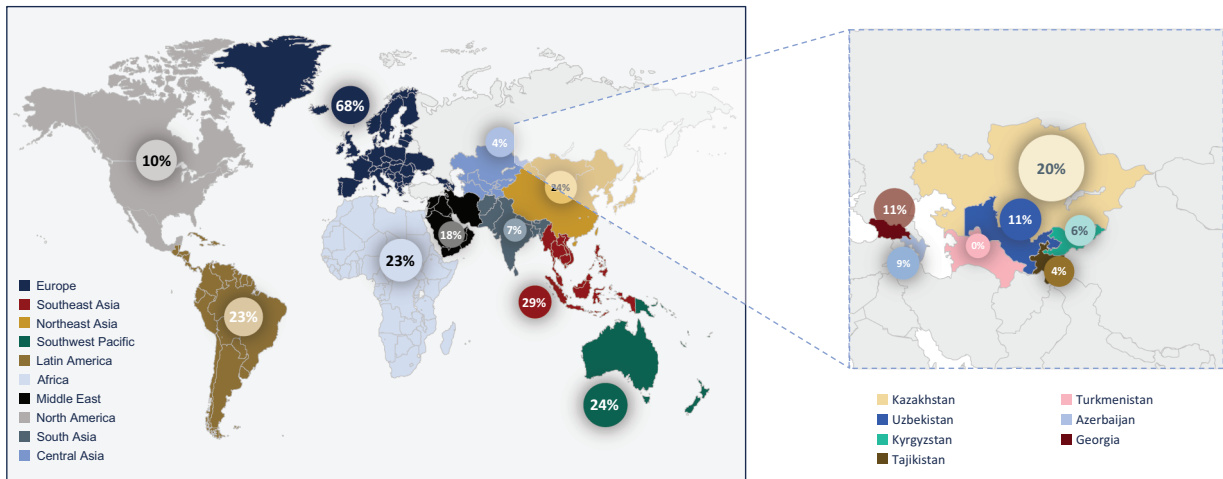 68%
4%
10%
24%
18%
7%
23%
29%
23%
24%
Europe
Southeast Asia
Northeast Asia
Southwest Pacific
Latin America
Africa
Middle East
North America
South Asia
Central Asia
20%
11%
11%
6%
0%
9%
4%
Kazakhstan
Uzbekistan
Kyrgyzstan
Tajikistan
Turkmenistan
Azerbaijan
Georgia